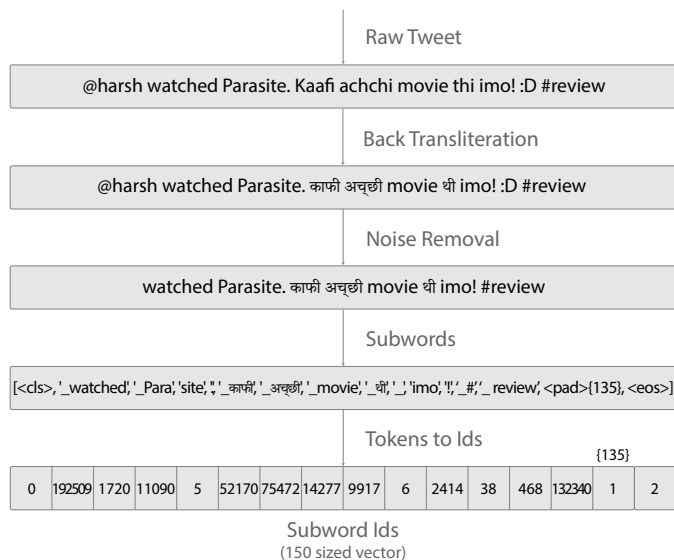 Raw Tweet
@harsh watched Parasite. Kaafi achchi movie thi imo! :D #review
Back Transliteration
@harsh watched Parasite. काफी अच्छी movie थी imo! :D #review
Noise Removal
watched Parasite. काफी अच्छी movie थी imo! #review
Subwords
[<cls>, '_watched', '_Para', 'site', '.', '_काफी', '_अच्छी', '_movie', '_थी', '_', 'imo', '!', '_#', '_ review', <pad>{135}, <eos>]
Tokens to Ids
{135}
0 192509 1720 11090 5 52170 75472 14277 9917 6 2414 38 468 132340 1 2
Subword Ids
(150 sized vector)